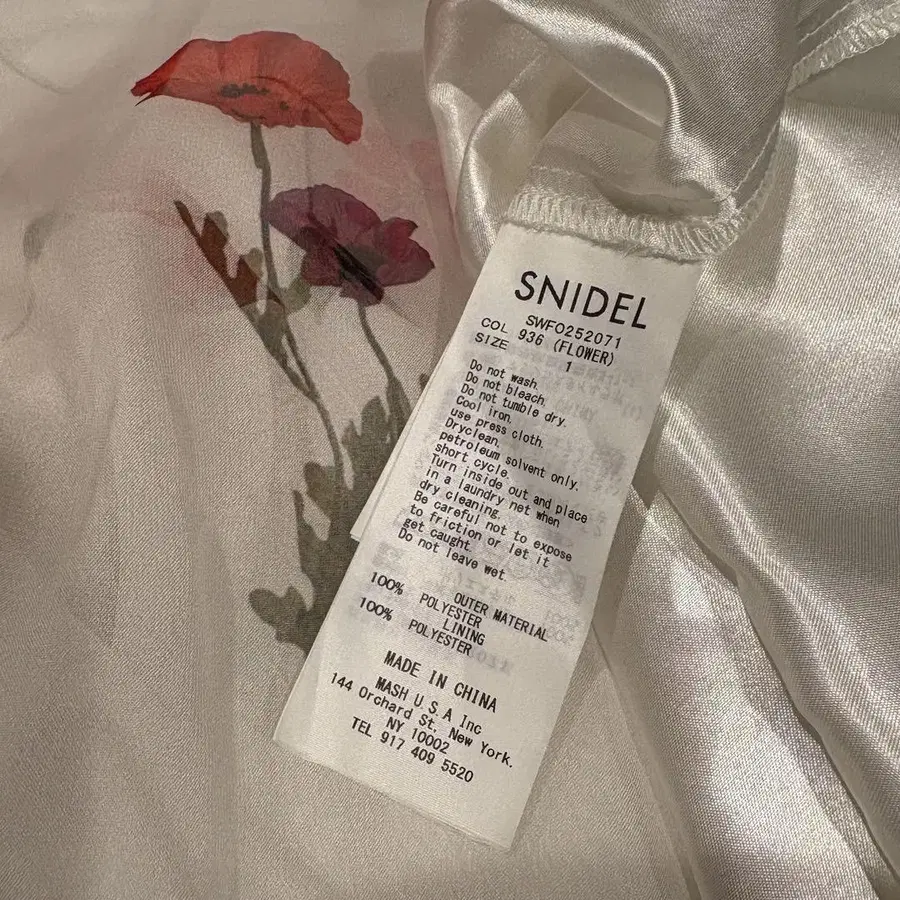 SNIDEL
SWFO252071
COL 936 (FLOWER)
SIZE 1
Do not wash.
Do not bleach.
Do not tumble dry.
Cool iron.
use press cloth.
Dryclean.
petroleum solvent only.
short cycle.
Turn inside out and place
in a laundry net when
dry cleaning.
Be careful not to expose
to friction or let it
get caught.
Do not leave wet.
OUTER MATERIAL
100% POLYESTER
LINING
100% POLYESTER
MADE IN CHINA
MASH U.S.A Inc
144 Orchard St, New York.
NY 10002
TEL 917 409 5520